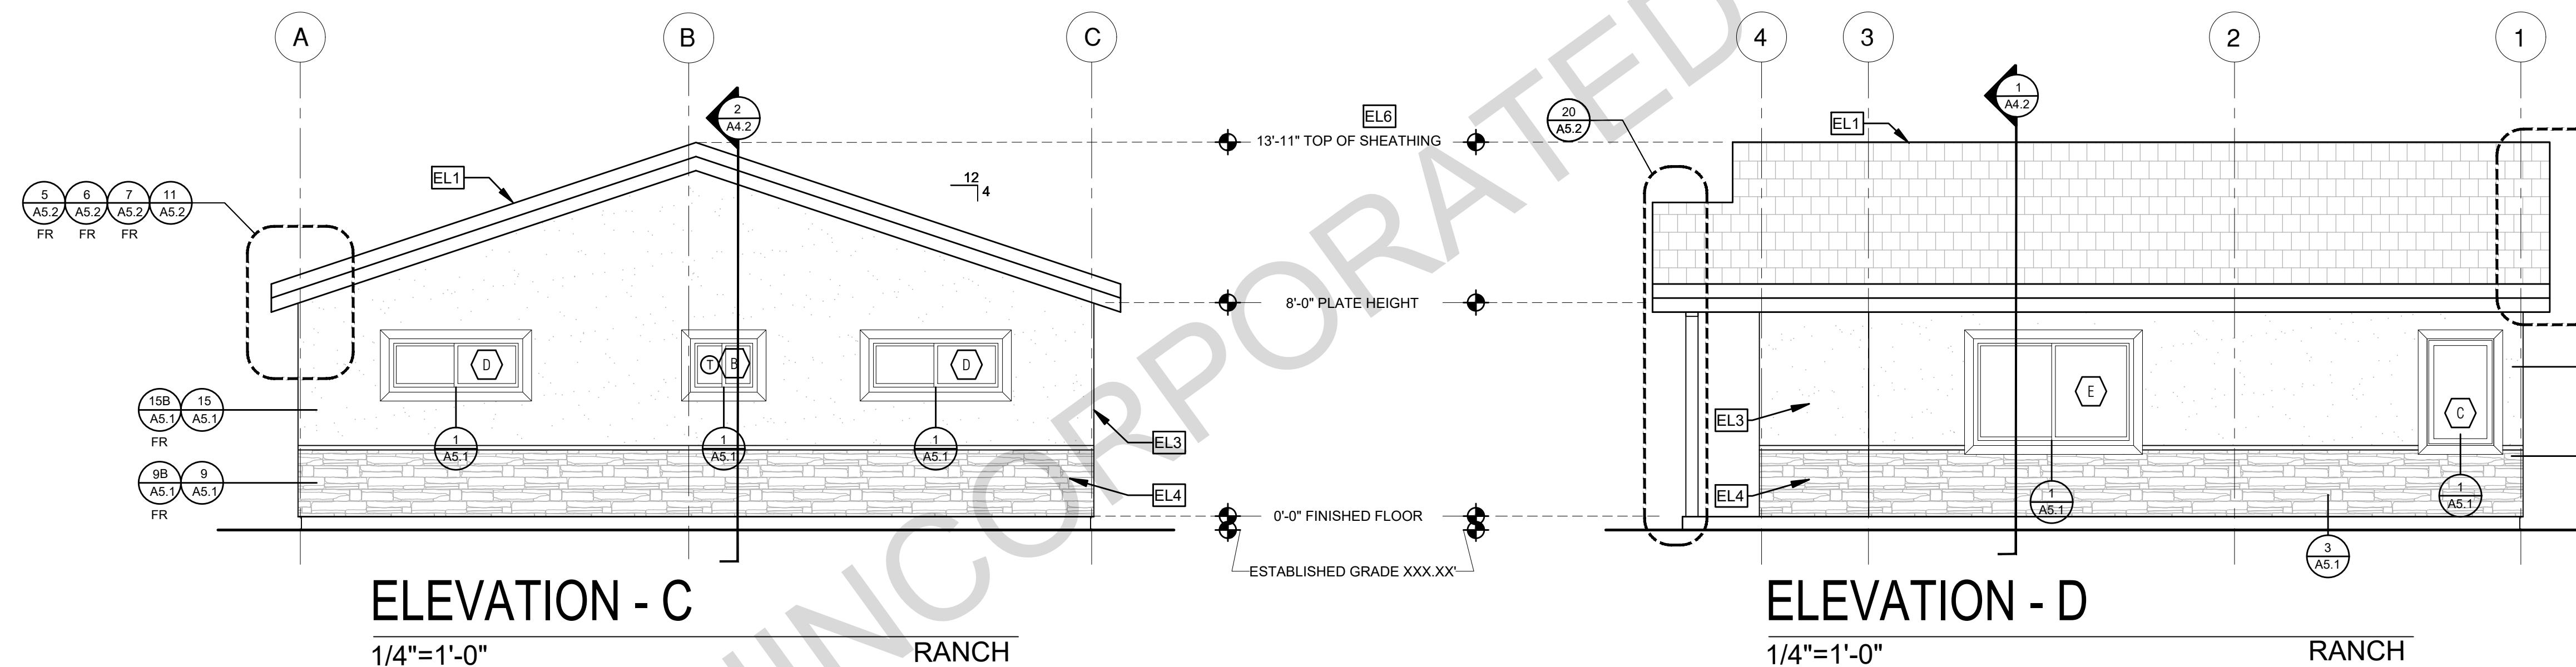 A B C 4 3 2 1
2
A4.2
1
A4.2
EL6
13'-11" TOP OF SHEATHING
20
A5.2
EL1
EL1
12
4
5 6 7 11
A5.2 A5.2 A5.2 A5.2
FR FR FR
8'-0" PLATE HEIGHT
D T B D
E
C
15B 15
A5.1 A5.1
FR
EL3
EL3
1
A5.1
1
A5.1
1
A5.1
9B 9
A5.1 A5.1
FR
EL4
EL4
1
A5.1
1
A5.1
0'-0" FINISHED FLOOR
3
A5.1
ESTABLISHED GRADE XXX.XX'
ELEVATION - C
1/4"=1'-0" RANCH
ELEVATION - D
1/4"=1'-0" RANCH
INCORPORATED